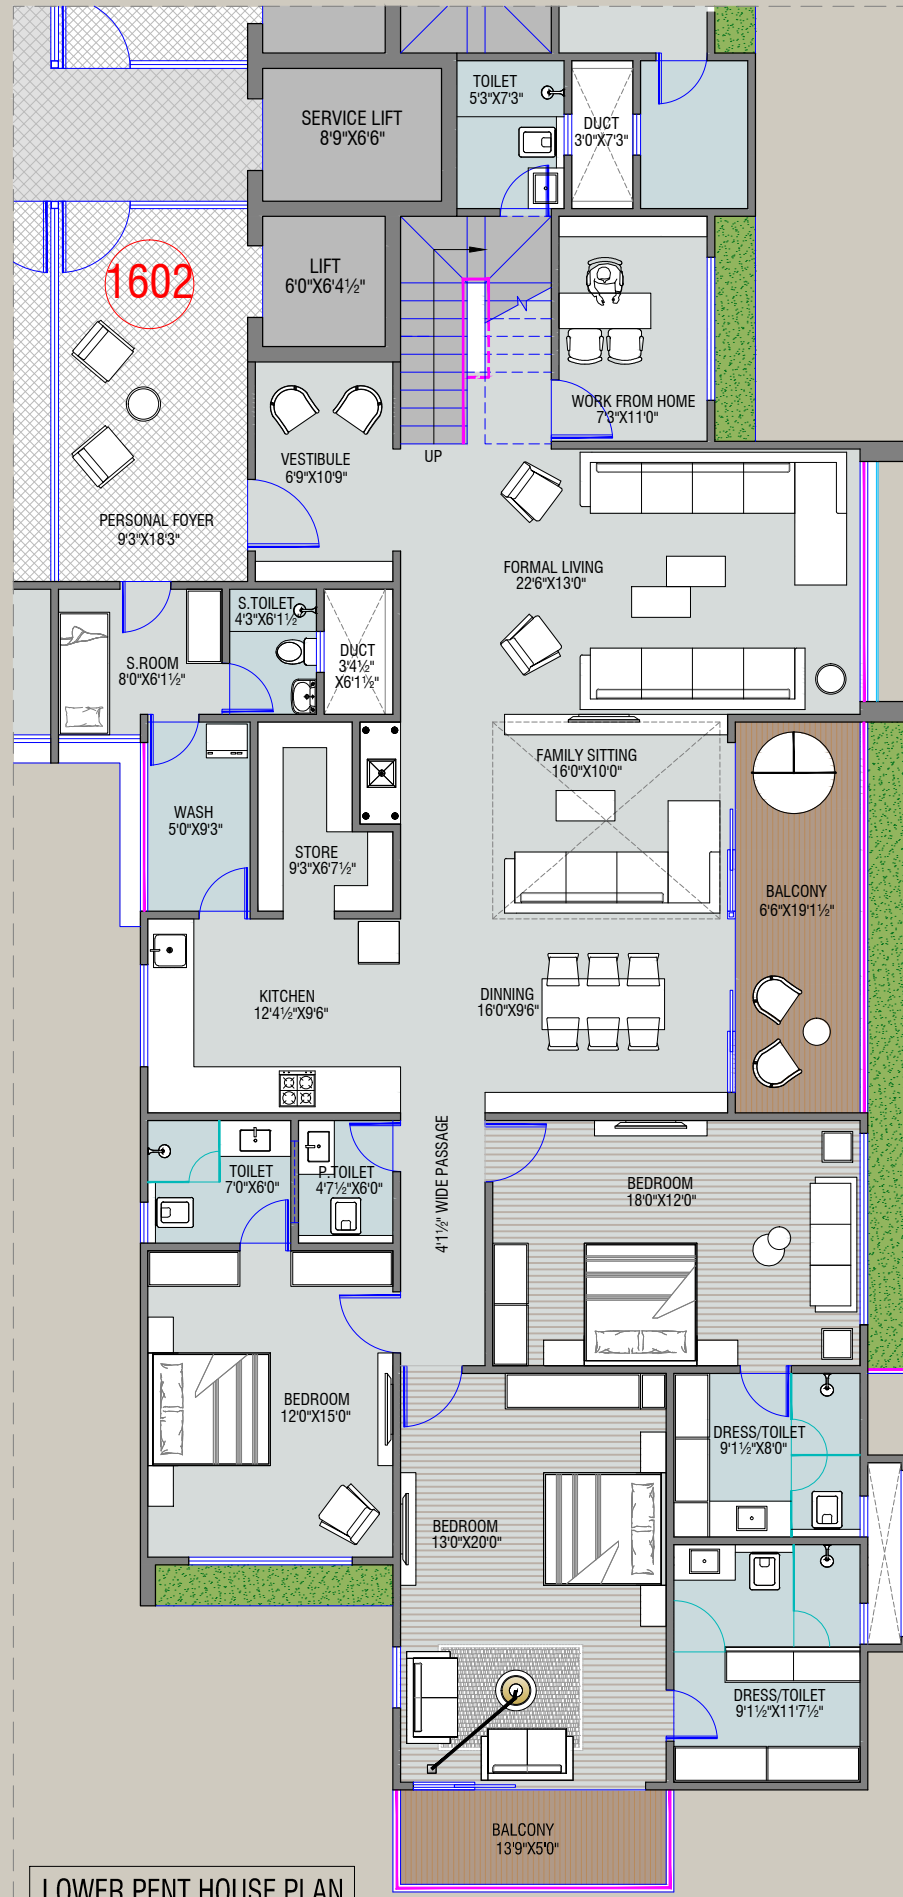 TOILET
5'3"X7'3"
SERVICE LIFT
8'9"X6'6"
DUCT
3'0"X7'3"
1602
LIFT
6'0"X6'4½"
WORK FROM HOME
7'3"X11'0"
UP
VESTIBULE
6'9"X10'9"
PERSONAL FOYER
9'3"X18'3"
FORMAL LIVING
22'6"X13'0"
S.TOILET
4'3"X6'1½"
S.ROOM
8'0"X6'1½"
DUCT
3'4½"
X6'1½"
FAMILY SITTING
16'0"X10'0"
WASH
5'0"X9'3"
STORE
9'3"X6'7½"
BALCONY
6'6"X19'1½"
KITCHEN
12'4½"X9'6"
DINNING
16'0"X9'6"
TOILET
7'0"X6'0"
P.TOILET
4'7½"X6'0"
4'1½" WIDE PASSAGE
BEDROOM
18'0"X12'0"
BEDROOM
12'0"X15'0"
DRESS/TOILET
9'1½"X8'0"
BEDROOM
13'0"X20'0"
DRESS/TOILET
9'1½"X11'7½"
BALCONY
13'9"X5'0"
LOWER PENT HOUSE PLAN